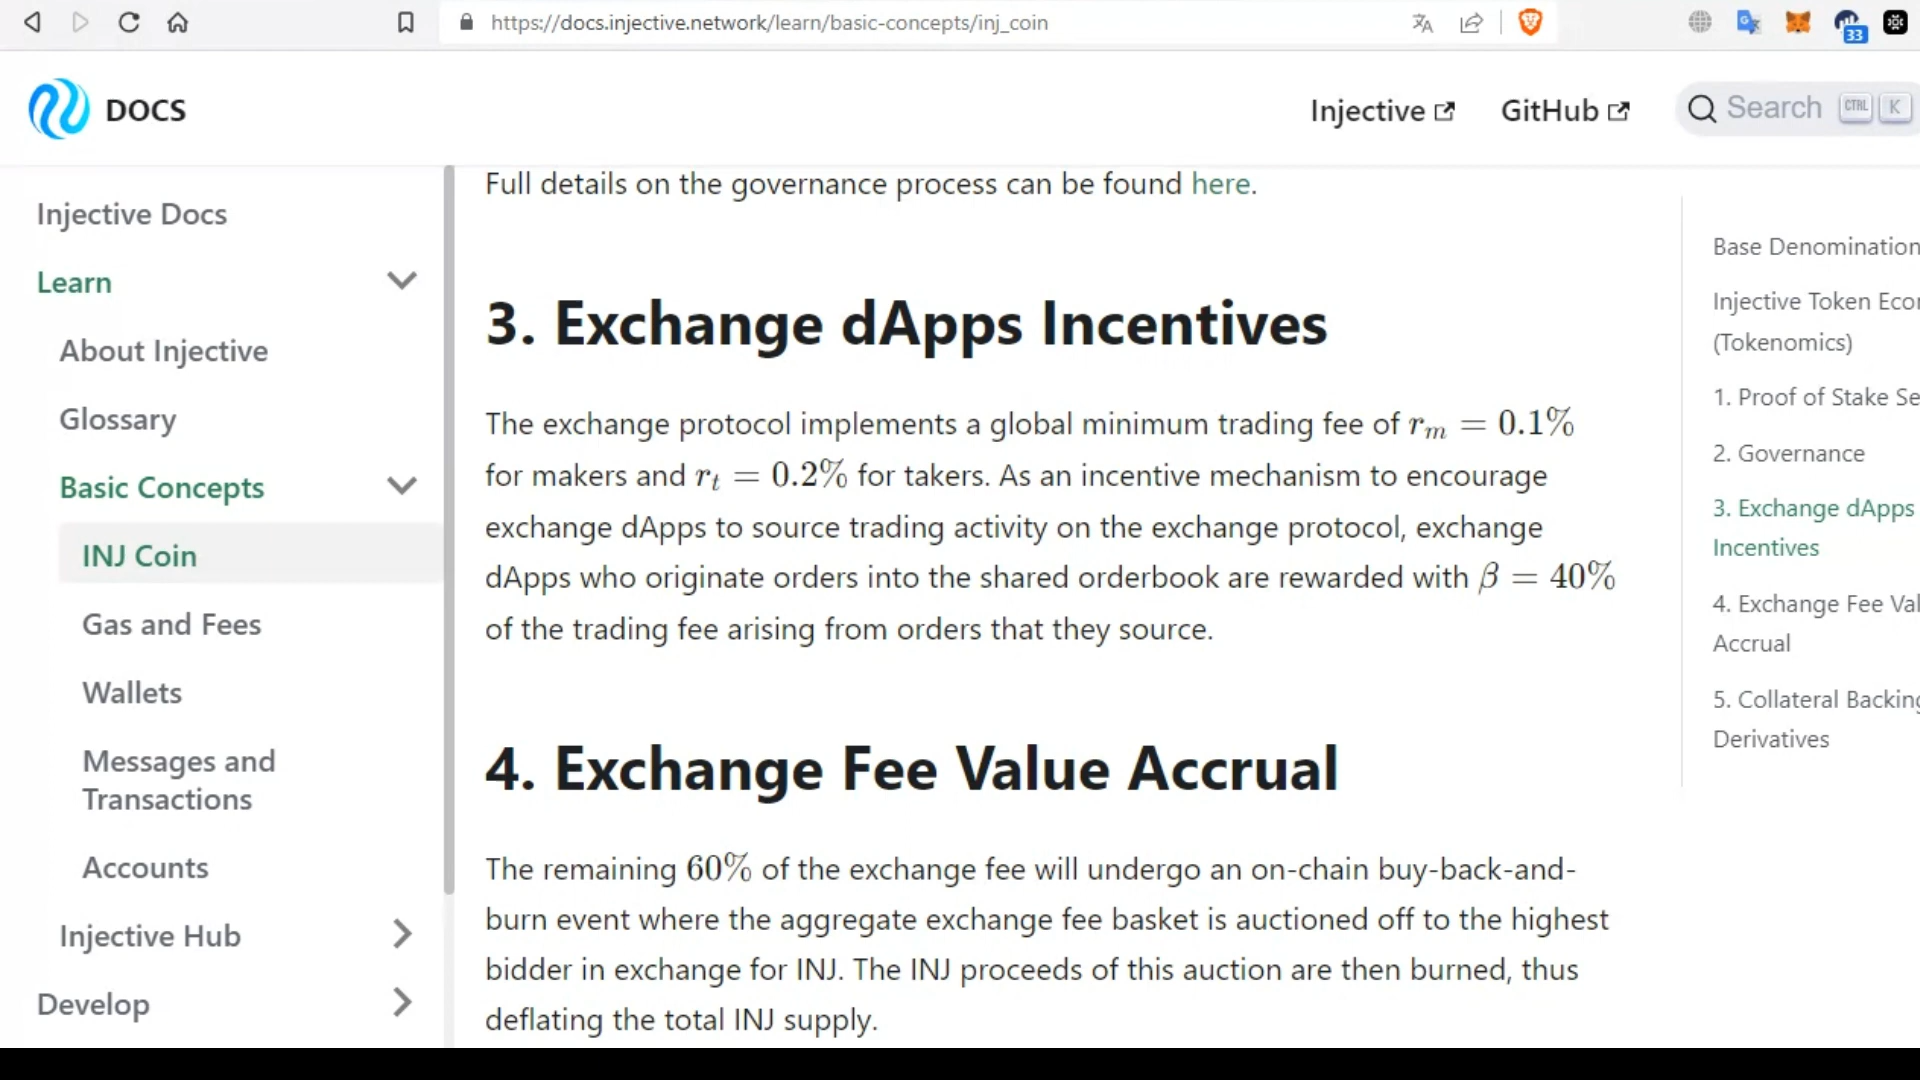 https://docs.injective.network/learn/basic-concepts/inj_coin
33
DOCS
Injective
GitHub
Search CTRL K
Injective Docs
Learn
About Injective
Glossary
Basic Concepts
INJ Coin
Gas and Fees
Wallets
Messages and
Transactions
Accounts
Injective Hub
Develop
Full details on the governance process can be found here.
3. Exchange dApps Incentives
The exchange protocol implements a global minimum trading fee of rₘ = 0.1%
for makers and rₜ = 0.2% for takers. As an incentive mechanism to encourage
exchange dApps to source trading activity on the exchange protocol, exchange
dApps who originate orders into the shared orderbook are rewarded with β = 40%
of the trading fee arising from orders that they source.
4. Exchange Fee Value Accrual
The remaining 60% of the exchange fee will undergo an on-chain buy-back-and-
burn event where the aggregate exchange fee basket is auctioned off to the highest
bidder in exchange for INJ. The INJ proceeds of this auction are then burned, thus
deflating the total INJ supply.
Base Denomination
Injective Token Econ
(Tokenomics)
1. Proof of Stake Se
2. Governance
3. Exchange dApps
Incentives
4. Exchange Fee Val
Accrual
5. Collateral Backing
Derivatives